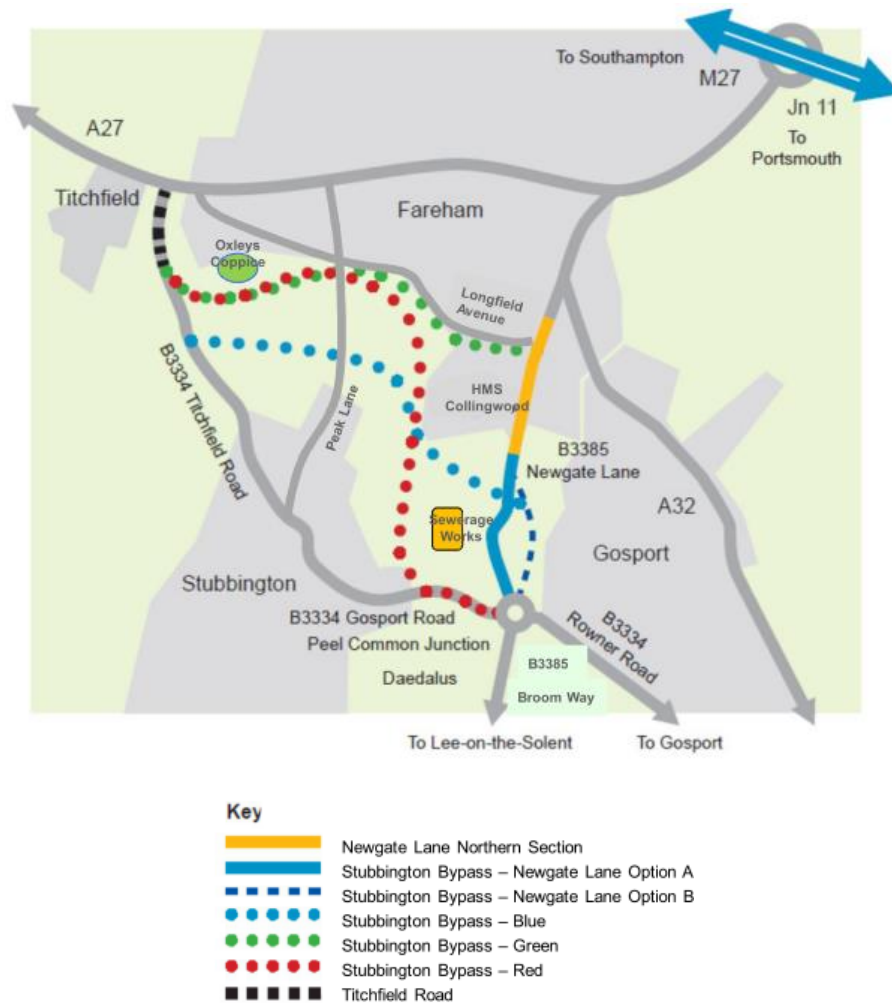 To Southampton
M27
Jn 11
To
Portsmouth
A27
Titchfield
Fareham
Oxleys
Coppice
Longfield
Avenue
HMS
Collingwood
B3334 Titchfield Road
Peak Lane
B3385
Newgate Lane
A32
Sewerage
Works
Gosport
Stubbington
B3334 Gosport Road
Peel Common Junction
B3334
Rowner Road
Daedalus
B3385
Broom Way
To Lee-on-the-Solent
To Gosport
Key
Newgate Lane Northern Section
Stubbington Bypass – Newgate Lane Option A
Stubbington Bypass – Newgate Lane Option B
Stubbington Bypass – Blue
Stubbington Bypass – Green
Stubbington Bypass – Red
Titchfield Road